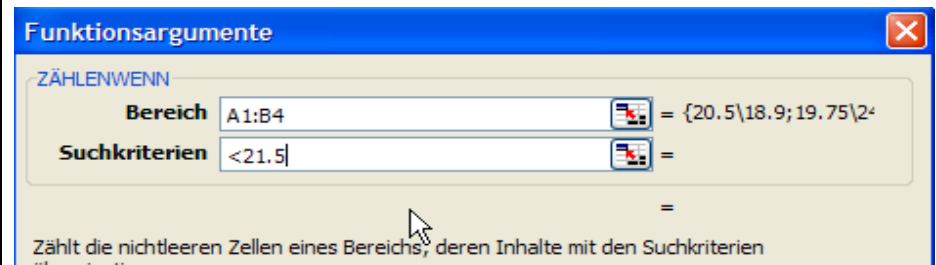 Funktionsargumente
ZÄHLENWENN
Bereich A1:B4 = {20.5\18.9;19.75\24
Suchkriterien <21.5 =
=
Zählt die nichtleeren Zellen eines Bereichs, deren Inhalte mit den Suchkriterien